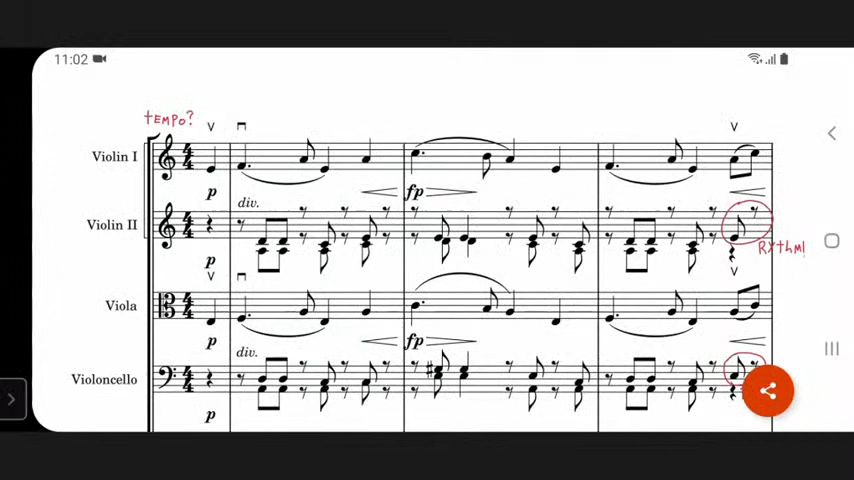 11:02
tEMPO?
Violin I
p
fp
div.
Violin II
RythM!
p
Viola
p
fp
div.
Violoncello
p